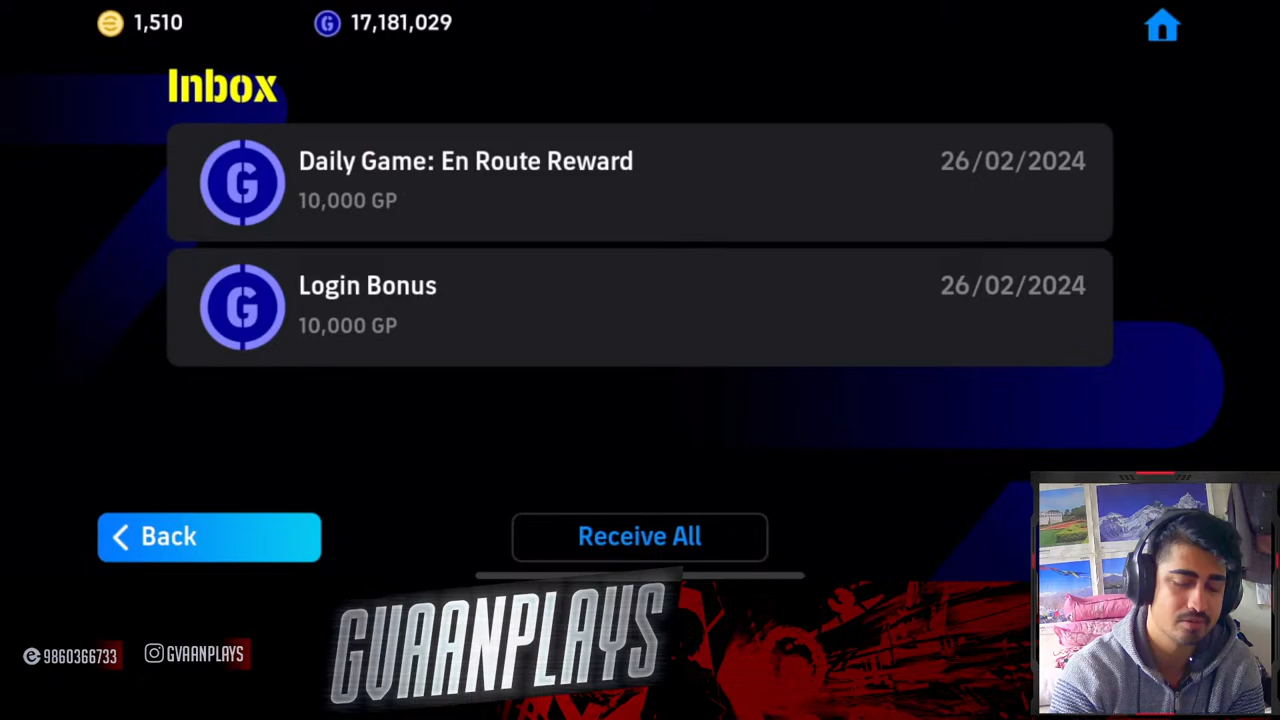 1,510
G 17,181,029
Inbox
G
Daily Game: En Route Reward
26/02/2024
10,000 GP
G
Login Bonus
26/02/2024
10,000 GP
Back
Receive All
GVAANPLAYS
9860366733
GVAANPLAYS